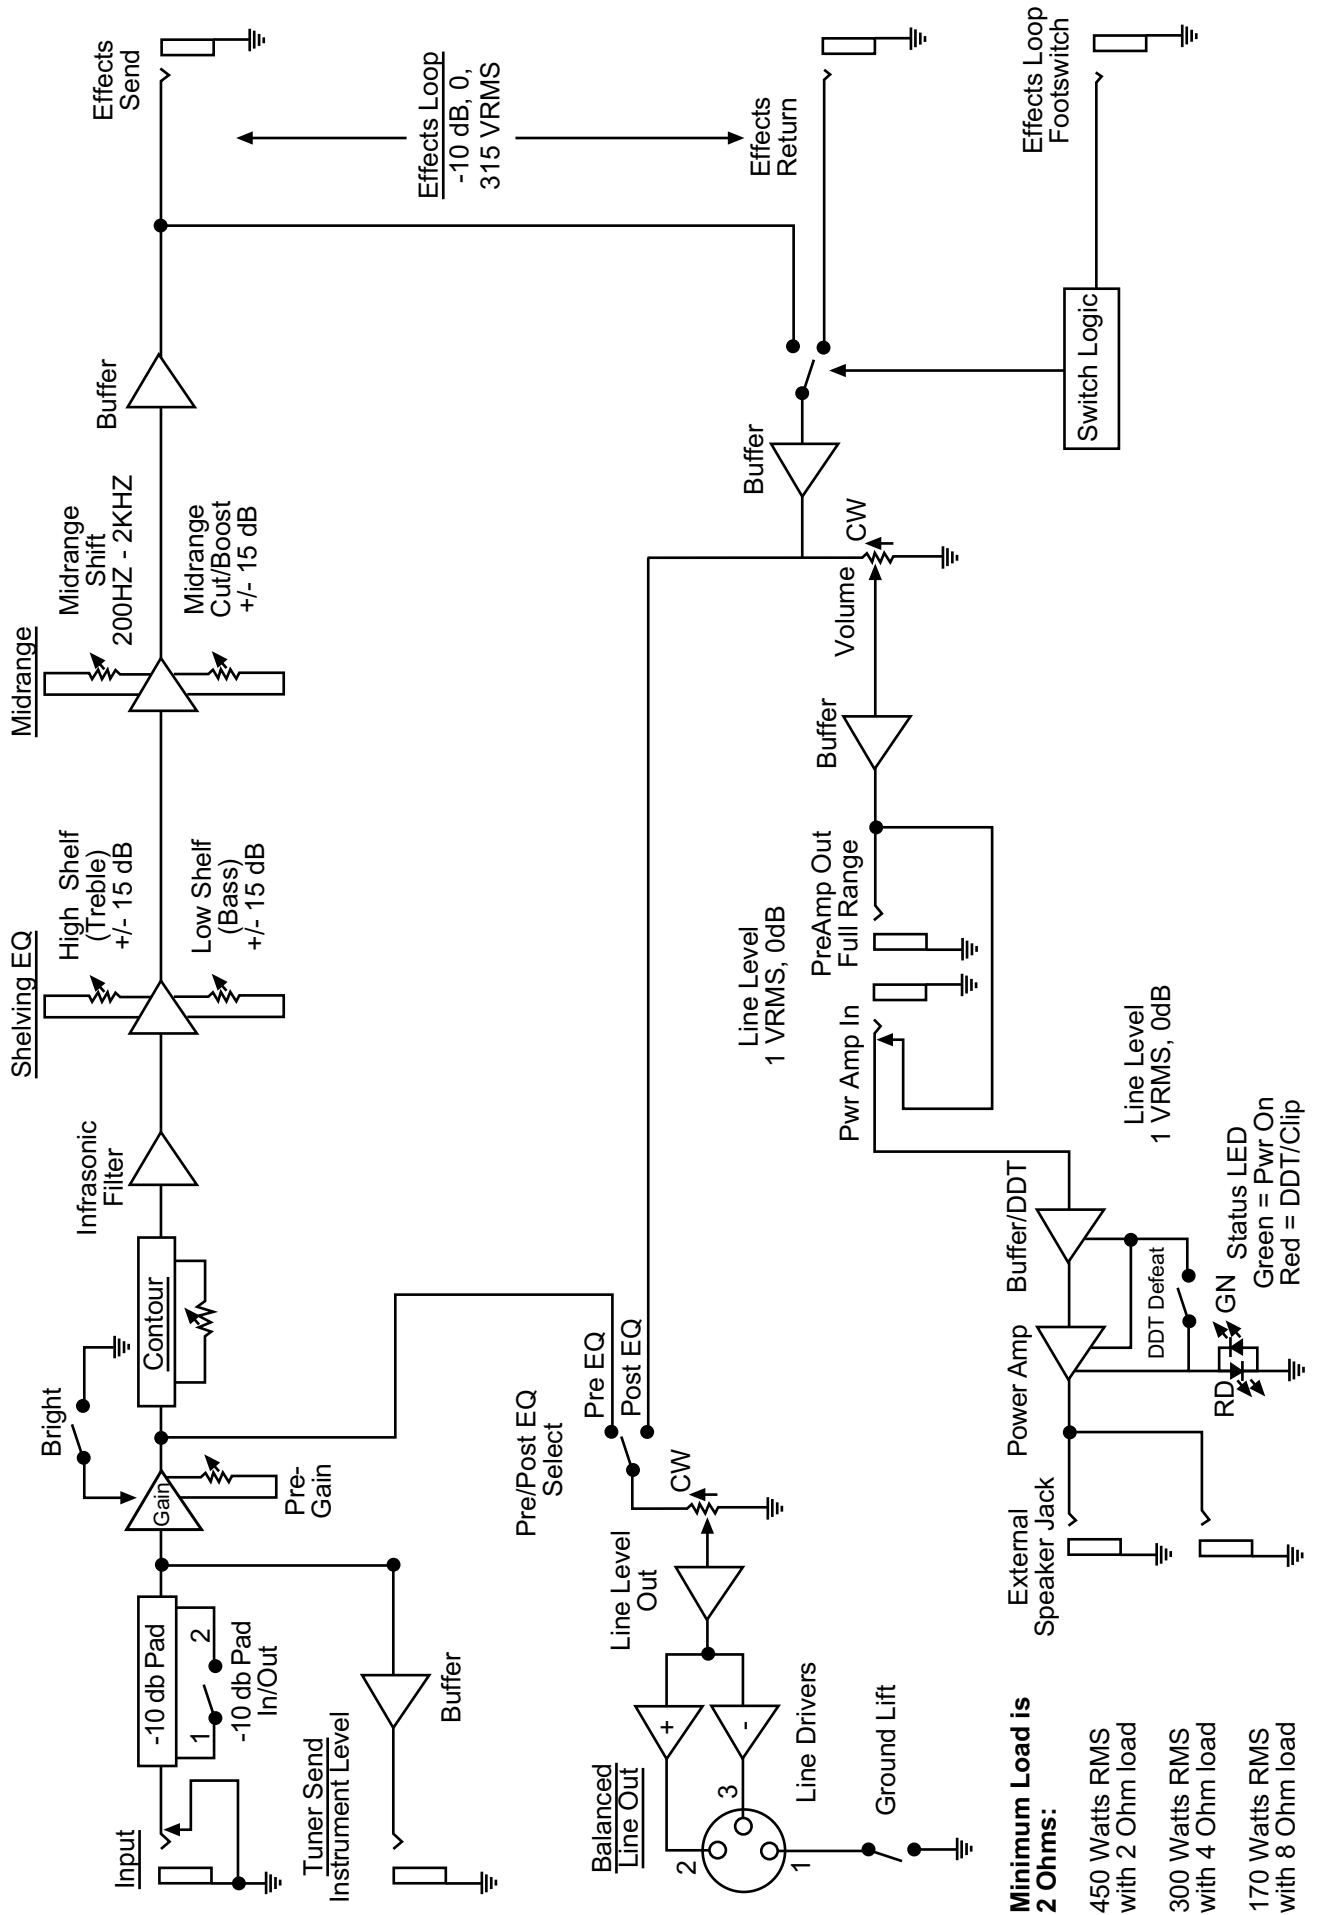 Input
-10 db Pad
1
2
-10 db Pad
In/Out
Tuner Send
Instrument Level
Buffer
Gain
Pre-
Gain
Bright
Contour
Infrasonic
Filter
Shelving EQ
High Shelf
(Treble)
+/- 15 dB
Low Shelf
(Bass)
+/- 15 dB
Midrange
Midrange
Shift
200HZ - 2KHZ
Midrange
Cut/Boost
+/- 15 dB
Buffer
Effects
Send
Effects Loop
-10 dB, 0,
315 VRMS
Effects
Return
Effects Loop
Footswitch
Switch Logic
Buffer
CW
Volume
Buffer
PreAmp Out
Full Range
Line Level
1 VRMS, 0dB
Pwr Amp In
Pre/Post EQ
Select
Pre EQ
Post EQ
CW
Line Level
Out
+
-
Balanced
Line Out
2
3
1
Line Drivers
Ground Lift
Buffer/DDT
Power Amp
DDT Defeat
Line Level
1 VRMS, 0dB
Status LED
Green = Pwr On
Red = DDT/Clip
GN
RD
External
Speaker Jack
Minimum Load is
2 Ohms:
450 Watts RMS
with 2 Ohm load
300 Watts RMS
with 4 Ohm load
170 Watts RMS
with 8 Ohm load